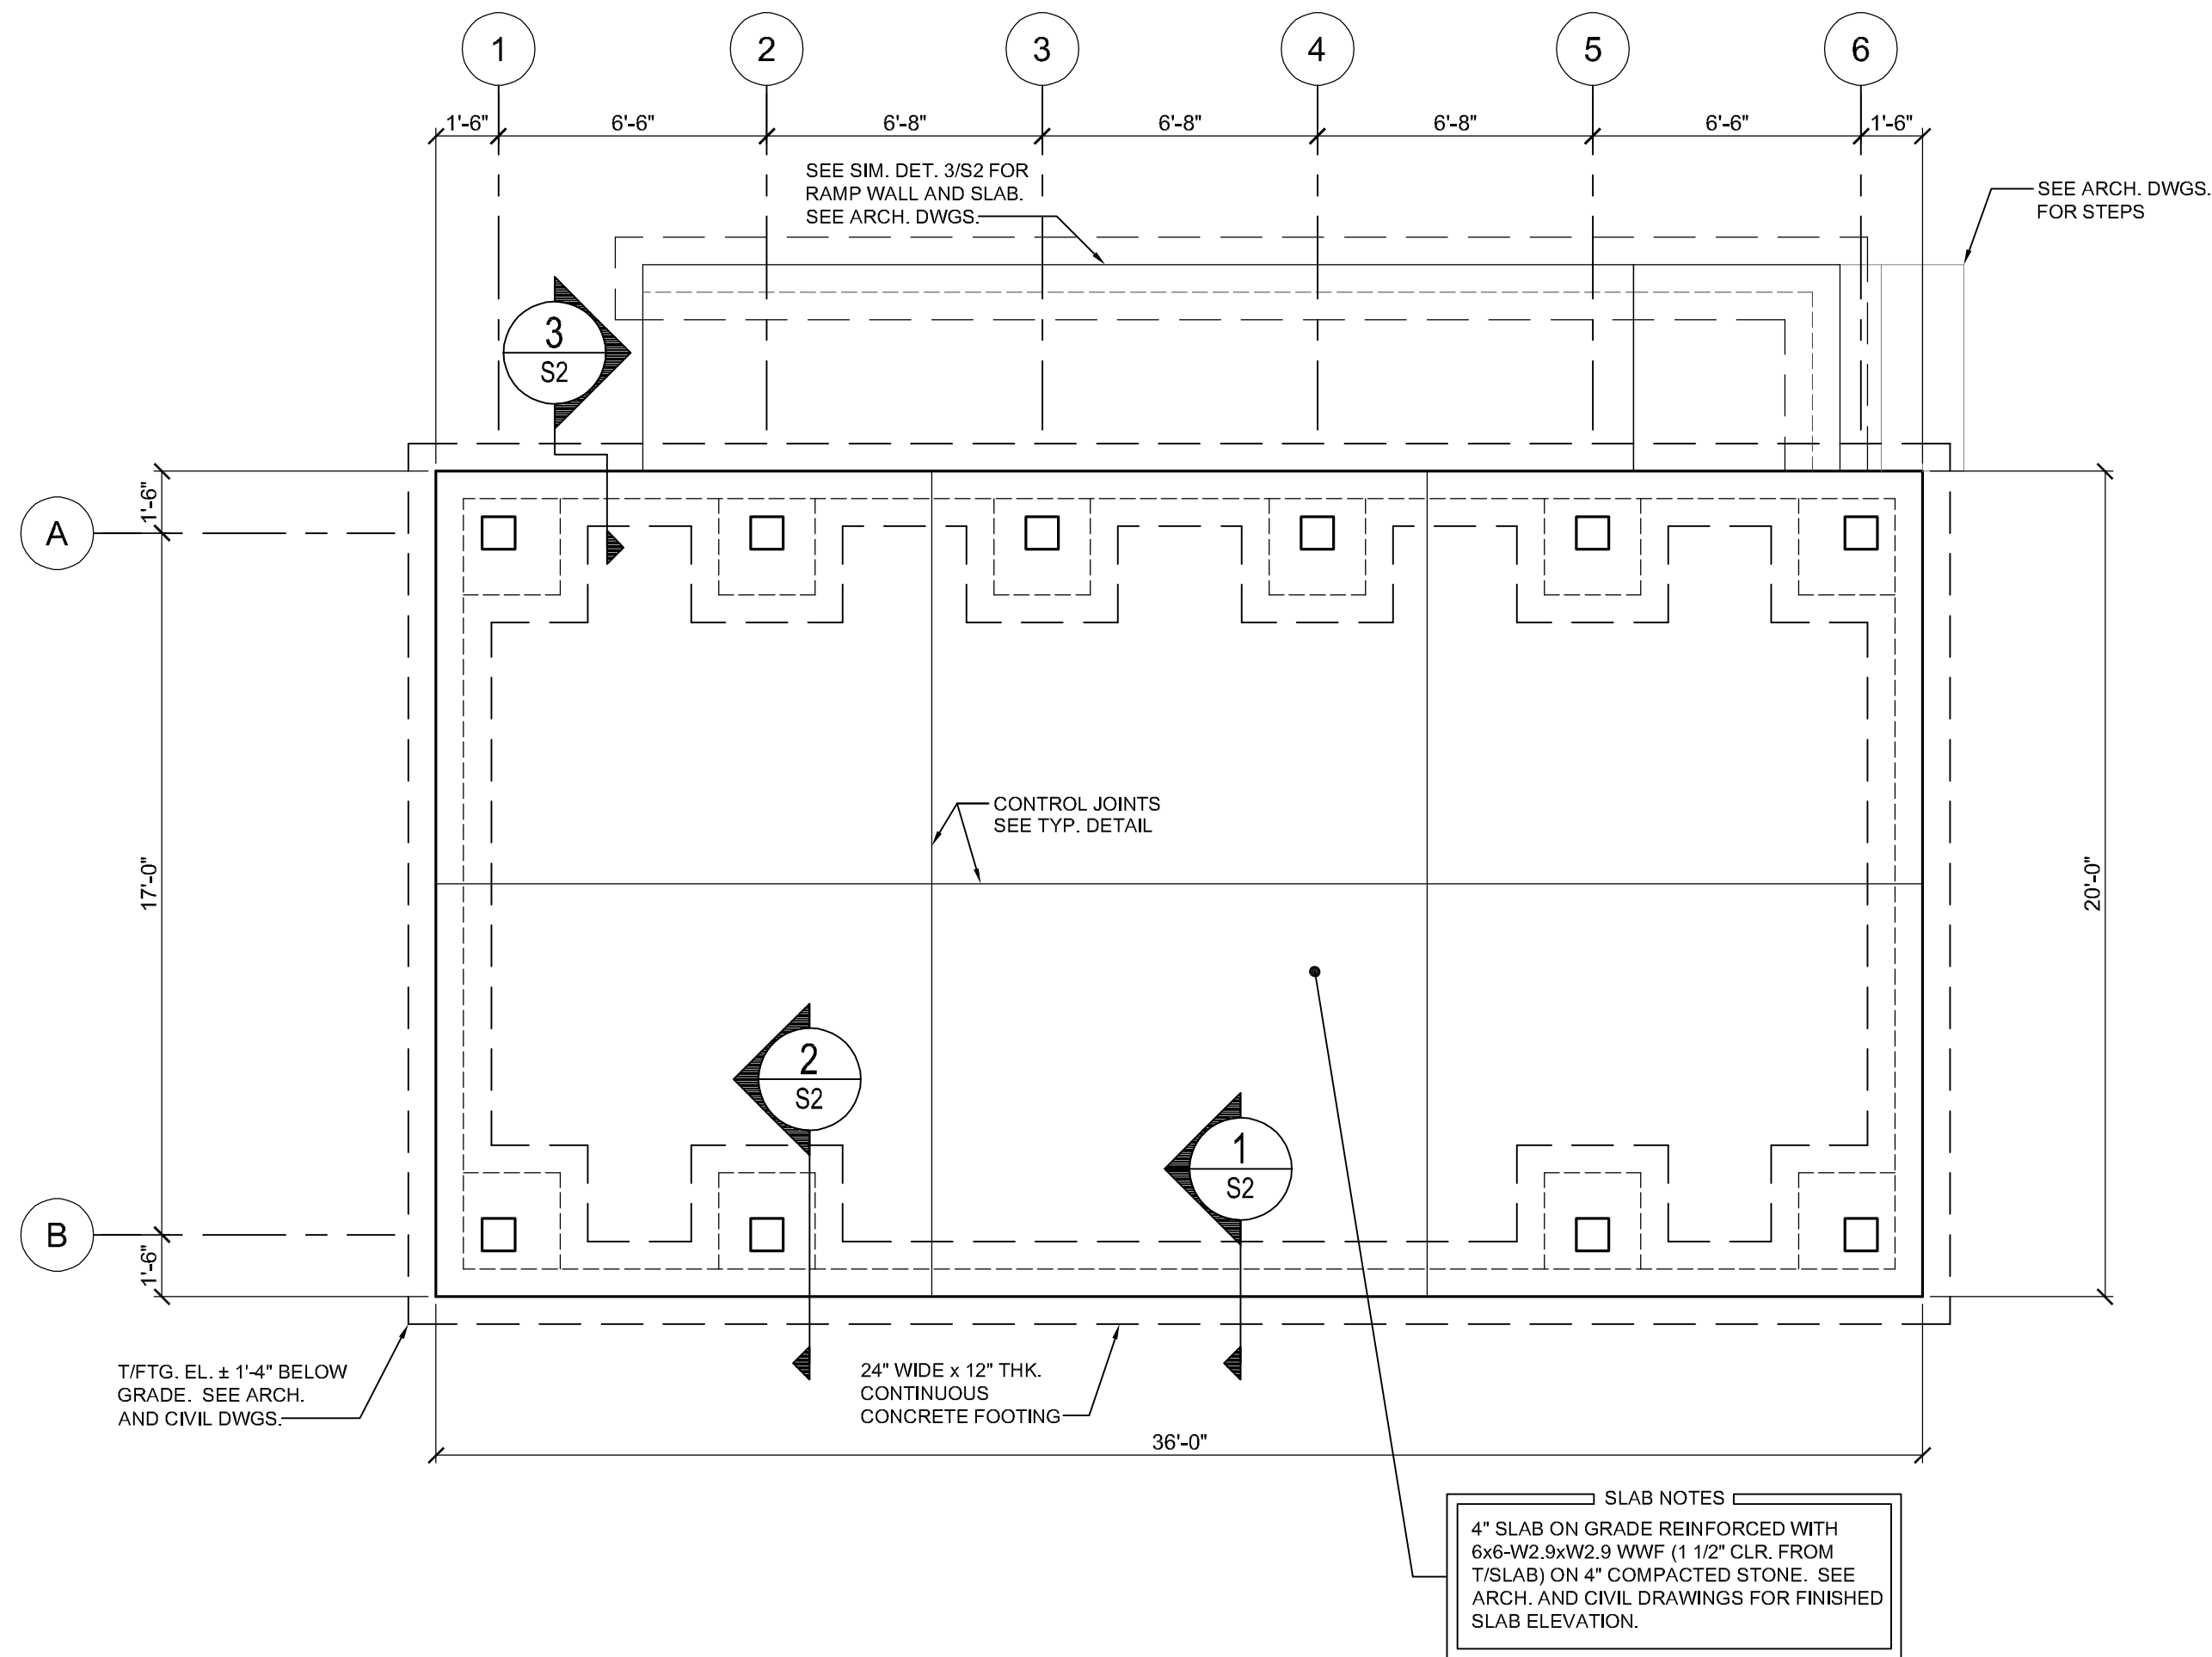 1
2
3
4
5
6
1'-6"
6'-6"
6'-8"
6'-8"
6'-8"
6'-6"
1'-6"
SEE SIM. DET. 3/S2 FOR
RAMP WALL AND SLAB.
SEE ARCH. DWGS.
SEE ARCH. DWGS.
FOR STEPS
3
S2
1'-6"
A
CONTROL JOINTS
SEE TYP. DETAIL
17'-0"
20'-0"
2
S2
1
S2
B
1'-6"
T/FTG. EL. ± 1'-4" BELOW
GRADE. SEE ARCH.
AND CIVIL DWGS.
24" WIDE x 12" THK.
CONTINUOUS
CONCRETE FOOTING
36'-0"
SLAB NOTES
4" SLAB ON GRADE REINFORCED WITH
6x6-W2.9xW2.9 WWF (1 1/2" CLR. FROM
T/SLAB) ON 4" COMPACTED STONE. SEE
ARCH. AND CIVIL DRAWINGS FOR FINISHED
SLAB ELEVATION.